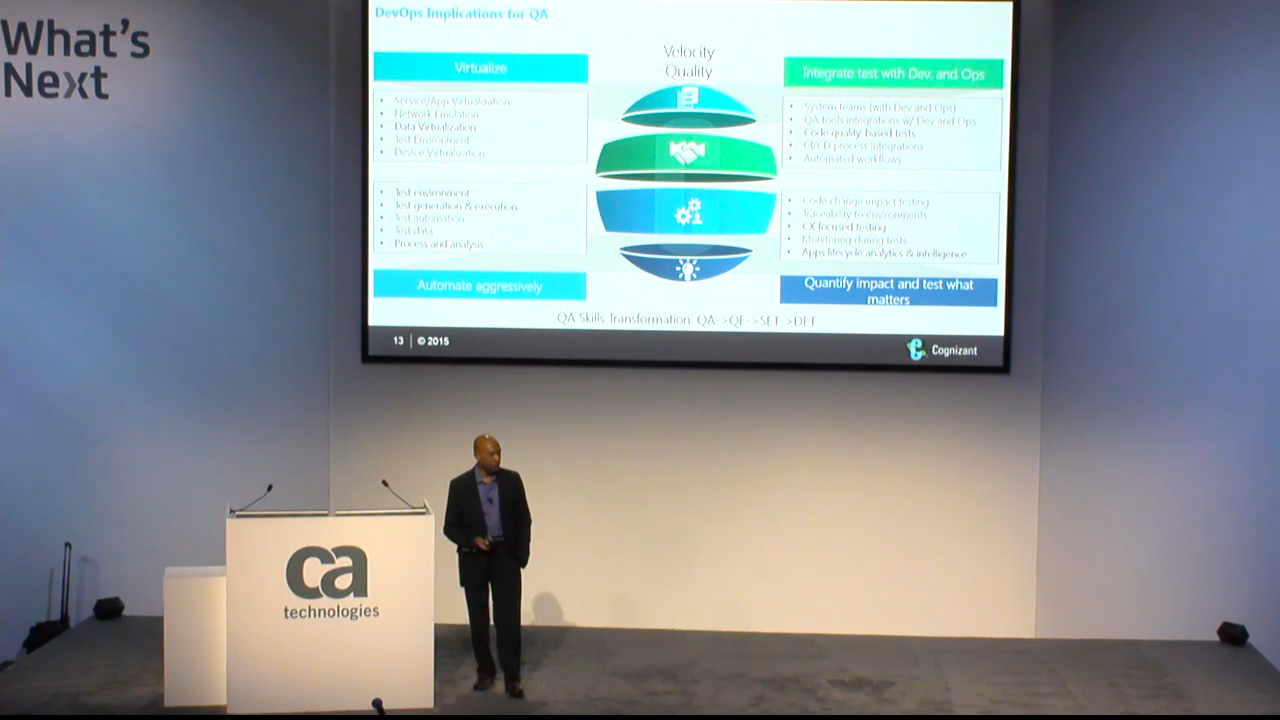 What's
Next
DevOps Implications for QA
Velocity
Quality
Virtualize
• Service/App Virtualization
• Network Emulation
• Data Virtualization
• Test Environment
• Device Virtualization
• Test environment
• Test generation & execution
• Test automation
• Test data
• Process and analysis
Automate aggressively
Integrate test with Dev. and Ops
• System teams (with Dev and Ops)
• QA tools integrations w/ Dev and Ops
• Code quality-based tests
• CI/CD process integrations
• Automated workflows
• Code change impact testing
• Traceability to environments
• CX focused testing
• Monitoring during tests
• Apps lifecycle analytics & intelligence
Quantify impact and test what
matters
QA Skills Transformation: QA->QE->SET->DET
13 | © 2015
Cognizant
ca
technologies